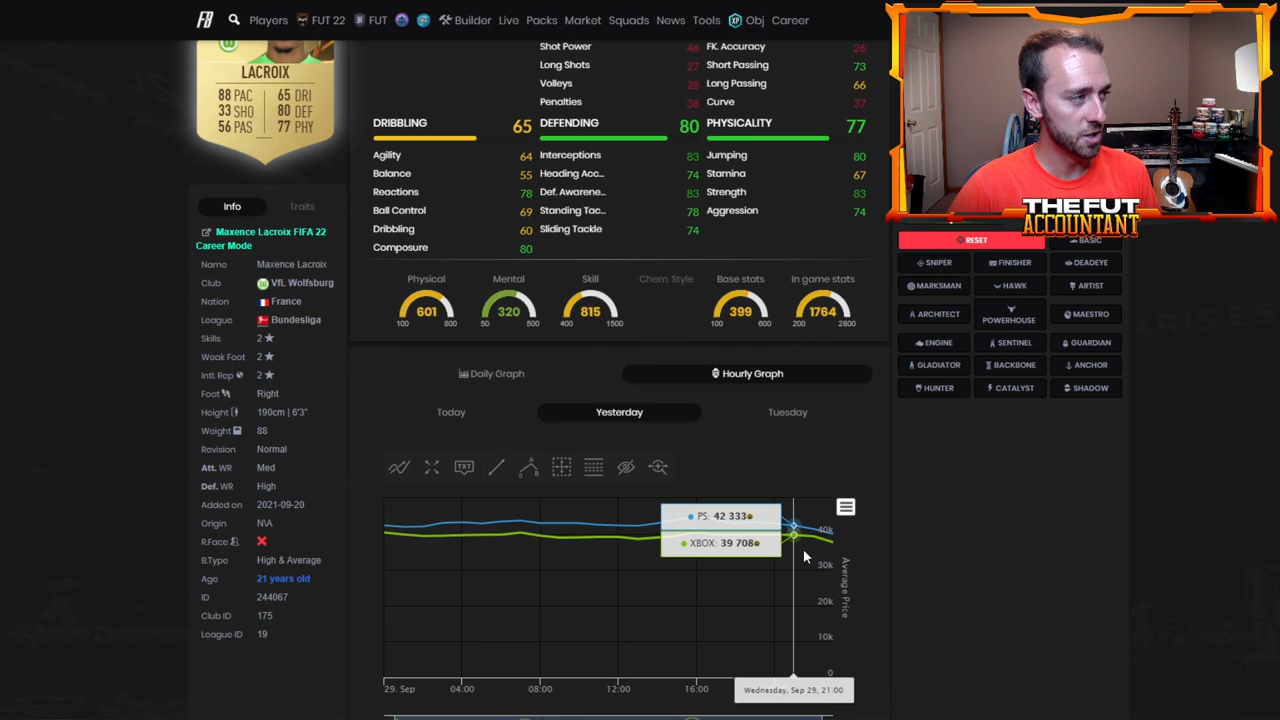 FB Players FUT 22 FUT Builder Live Packs Market Squads News Tools XP Obj Career
LACROIX
88 PAC 65 DRI
33 SHO 80 DEF
56 PAS 77 PHY
Shot Power 46 FK. Accuracy 26
Long Shots 27 Short Passing 73
Volleys 28 Long Passing 66
Penalties 38 Curve 37
DRIBBLING 65 DEFENDING 80 PHYSICALITY 77
Agility 64 Interceptions 83 Jumping 80
Balance 55 Heading Acc... 74 Stamina 67
Reactions 78 Def. Awarene... 83 Strength 83
Ball Control 69 Standing Tac... 78 Aggression 74
Dribbling 60 Sliding Tackle 74
Composure 80
Info Traits
Maxence Lacroix FIFA 22
Career Mode
Name Maxence Lacroix
Club VfL Wolfsburg
Nation France
League Bundesliga
Skills 2
Weak Foot 2
Intl. Rep 2
Foot Right
Height 190cm | 6'3"
Weight 88
Revision Normal
Att. WR Med
Def. WR High
Added on 2021-09-20
Origin N\A
R.Face
B.Type High & Average
Age 21 years old
ID 244067
Club ID 175
League ID 19
Physical Mental Skill Chem. Style Base stats In game stats
601 320 815 399 1764
100 800 50 500 400 1500 100 600 200 2800
Daily Graph Hourly Graph
Today Yesterday Tuesday
TXT
PS: 42 333
XBOX: 39 708
40k
30k
20k
10k
0
Average Price
29. Sep 04:00 08:00 12:00 16:00
Wednesday, Sep 29, 21:00
THE FUT
ACCOUNTANT
RESET BASIC
SNIPER FINISHER DEADEYE
MARKSMAN HAWK ARTIST
ARCHITECT POWERHOUSE MAESTRO
ENGINE SENTINEL GUARDIAN
GLADIATOR BACKBONE ANCHOR
HUNTER CATALYST SHADOW